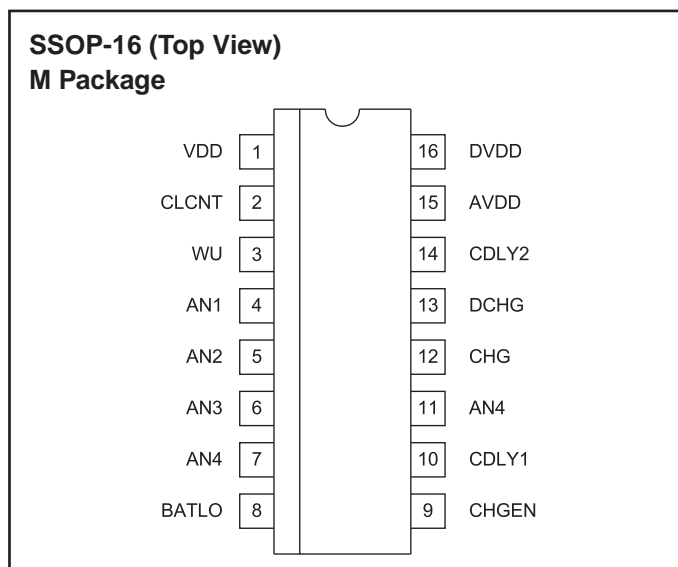 SSOP-16 (Top View)
M Package
VDD 1 16 DVDD
CLCNT 2 15 AVDD
WU 3 14 CDLY2
AN1 4 13 DCHG
AN2 5 12 CHG
AN3 6 11 AN4
AN4 7 10 CDLY1
BATLO 8 9 CHGEN